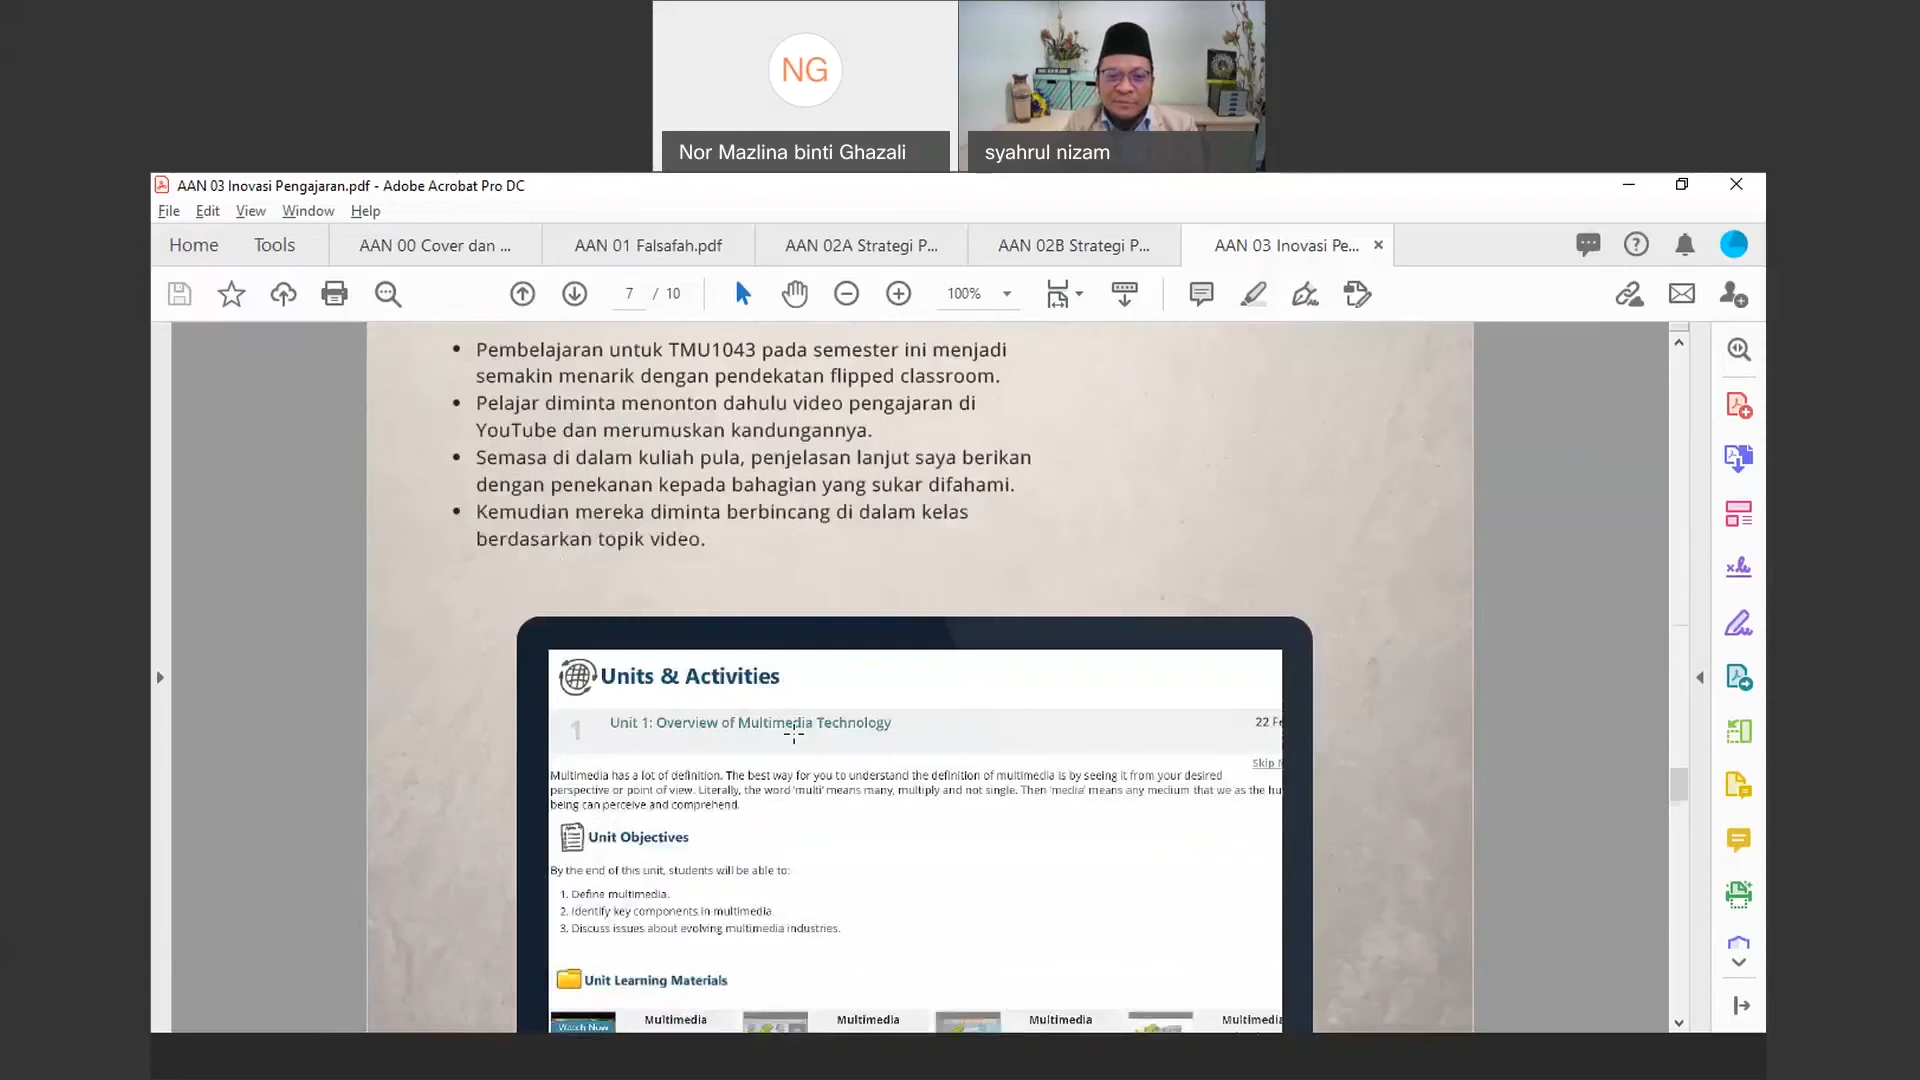 NG
Nor Mazlina binti Ghazali
syahrul nizam
AAN 03 Inovasi Pengajaran.pdf - Adobe Acrobat Pro DC
File Edit View Window Help
Home Tools AAN 00 Cover dan ... AAN 01 Falsafah.pdf AAN 02A Strategi P... AAN 02B Strategi P... AAN 03 Inovasi Pe... ×
7 / 10 100%
• Pembelajaran untuk TMU1043 pada semester ini menjadi
semakin menarik dengan pendekatan flipped classroom.
• Pelajar diminta menonton dahulu video pengajaran di
YouTube dan merumuskan kandungannya.
• Semasa di dalam kuliah pula, penjelasan lanjut saya berikan
dengan penekanan kepada bahagian yang sukar difahami.
• Kemudian mereka diminta berbincang di dalam kelas
berdasarkan topik video.
Units & Activities
1 Unit 1: Overview of Multimedia Technology 22 Fe
Skip
Multimedia has a lot of definition. The best way for you to understand the definition of multimedia is by seeing it from your desired
perspective or point of view. Literally, the word 'multi' means many, multiply and not single. Then 'media' means any medium that we as the hu
being can perceive and comprehend.
Unit Objectives
By the end of this unit, students will be able to:
1. Define multimedia.
2. Identify key components in multimedia.
3. Discuss issues about evolving multimedia industries.
Unit Learning Materials
Watch Now Multimedia Multimedia Multimedia Multimedia